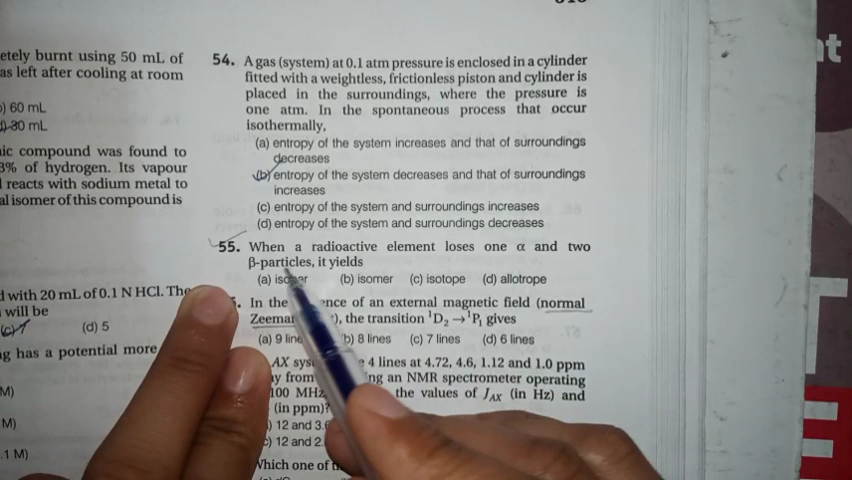 etely burnt using 50 mL of
as left after cooling at room
) 60 mL
30 mL
ic compound was found to
3% of hydrogen. Its vapour
reacts with sodium metal to
al isomer of this compound is
d with 20 mL of 0.1 N HCl. The
will be
(c) 7
(d) 5
g has a potential more
M)
M)
.1 M)
54. A gas (system) at 0.1 atm pressure is enclosed in a cylinder
fitted with a weightless, frictionless piston and cylinder is
placed in the surroundings, where the pressure is
one atm. In the spontaneous process that occur
isothermally,
(a) entropy of the system increases and that of surroundings
decreases
(b) entropy of the system decreases and that of surroundings
increases
(c) entropy of the system and surroundings increases
(d) entropy of the system and surroundings decreases
55. When a radioactive element loses one α and two
β-particles, it yields
(a) (b) isomer (c) isotope (d) allotrope
In the nce of an external magnetic field (normal
Zeeman ), the transition ¹D₂ → ¹P₁ gives
(a) 9 line b) 8 lines (c) 7 lines (d) 6 lines
AX sys 4 lines at 4.72, 4.6, 1.12 and 1.0 ppm
y from ng an NMR spectrometer operating
100 MHz the values of J_AX (in Hz) and
(in ppm)?
) 12 and 3.
) 12 and 2.
Which one of
t
T
E